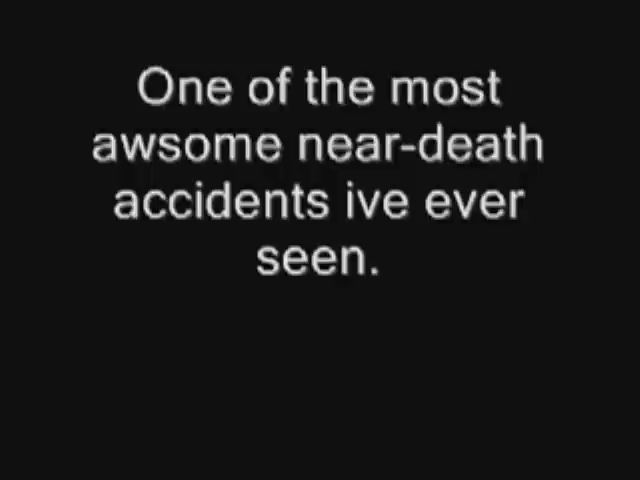 One of the most
awsome near-death
accidents ive ever
seen.